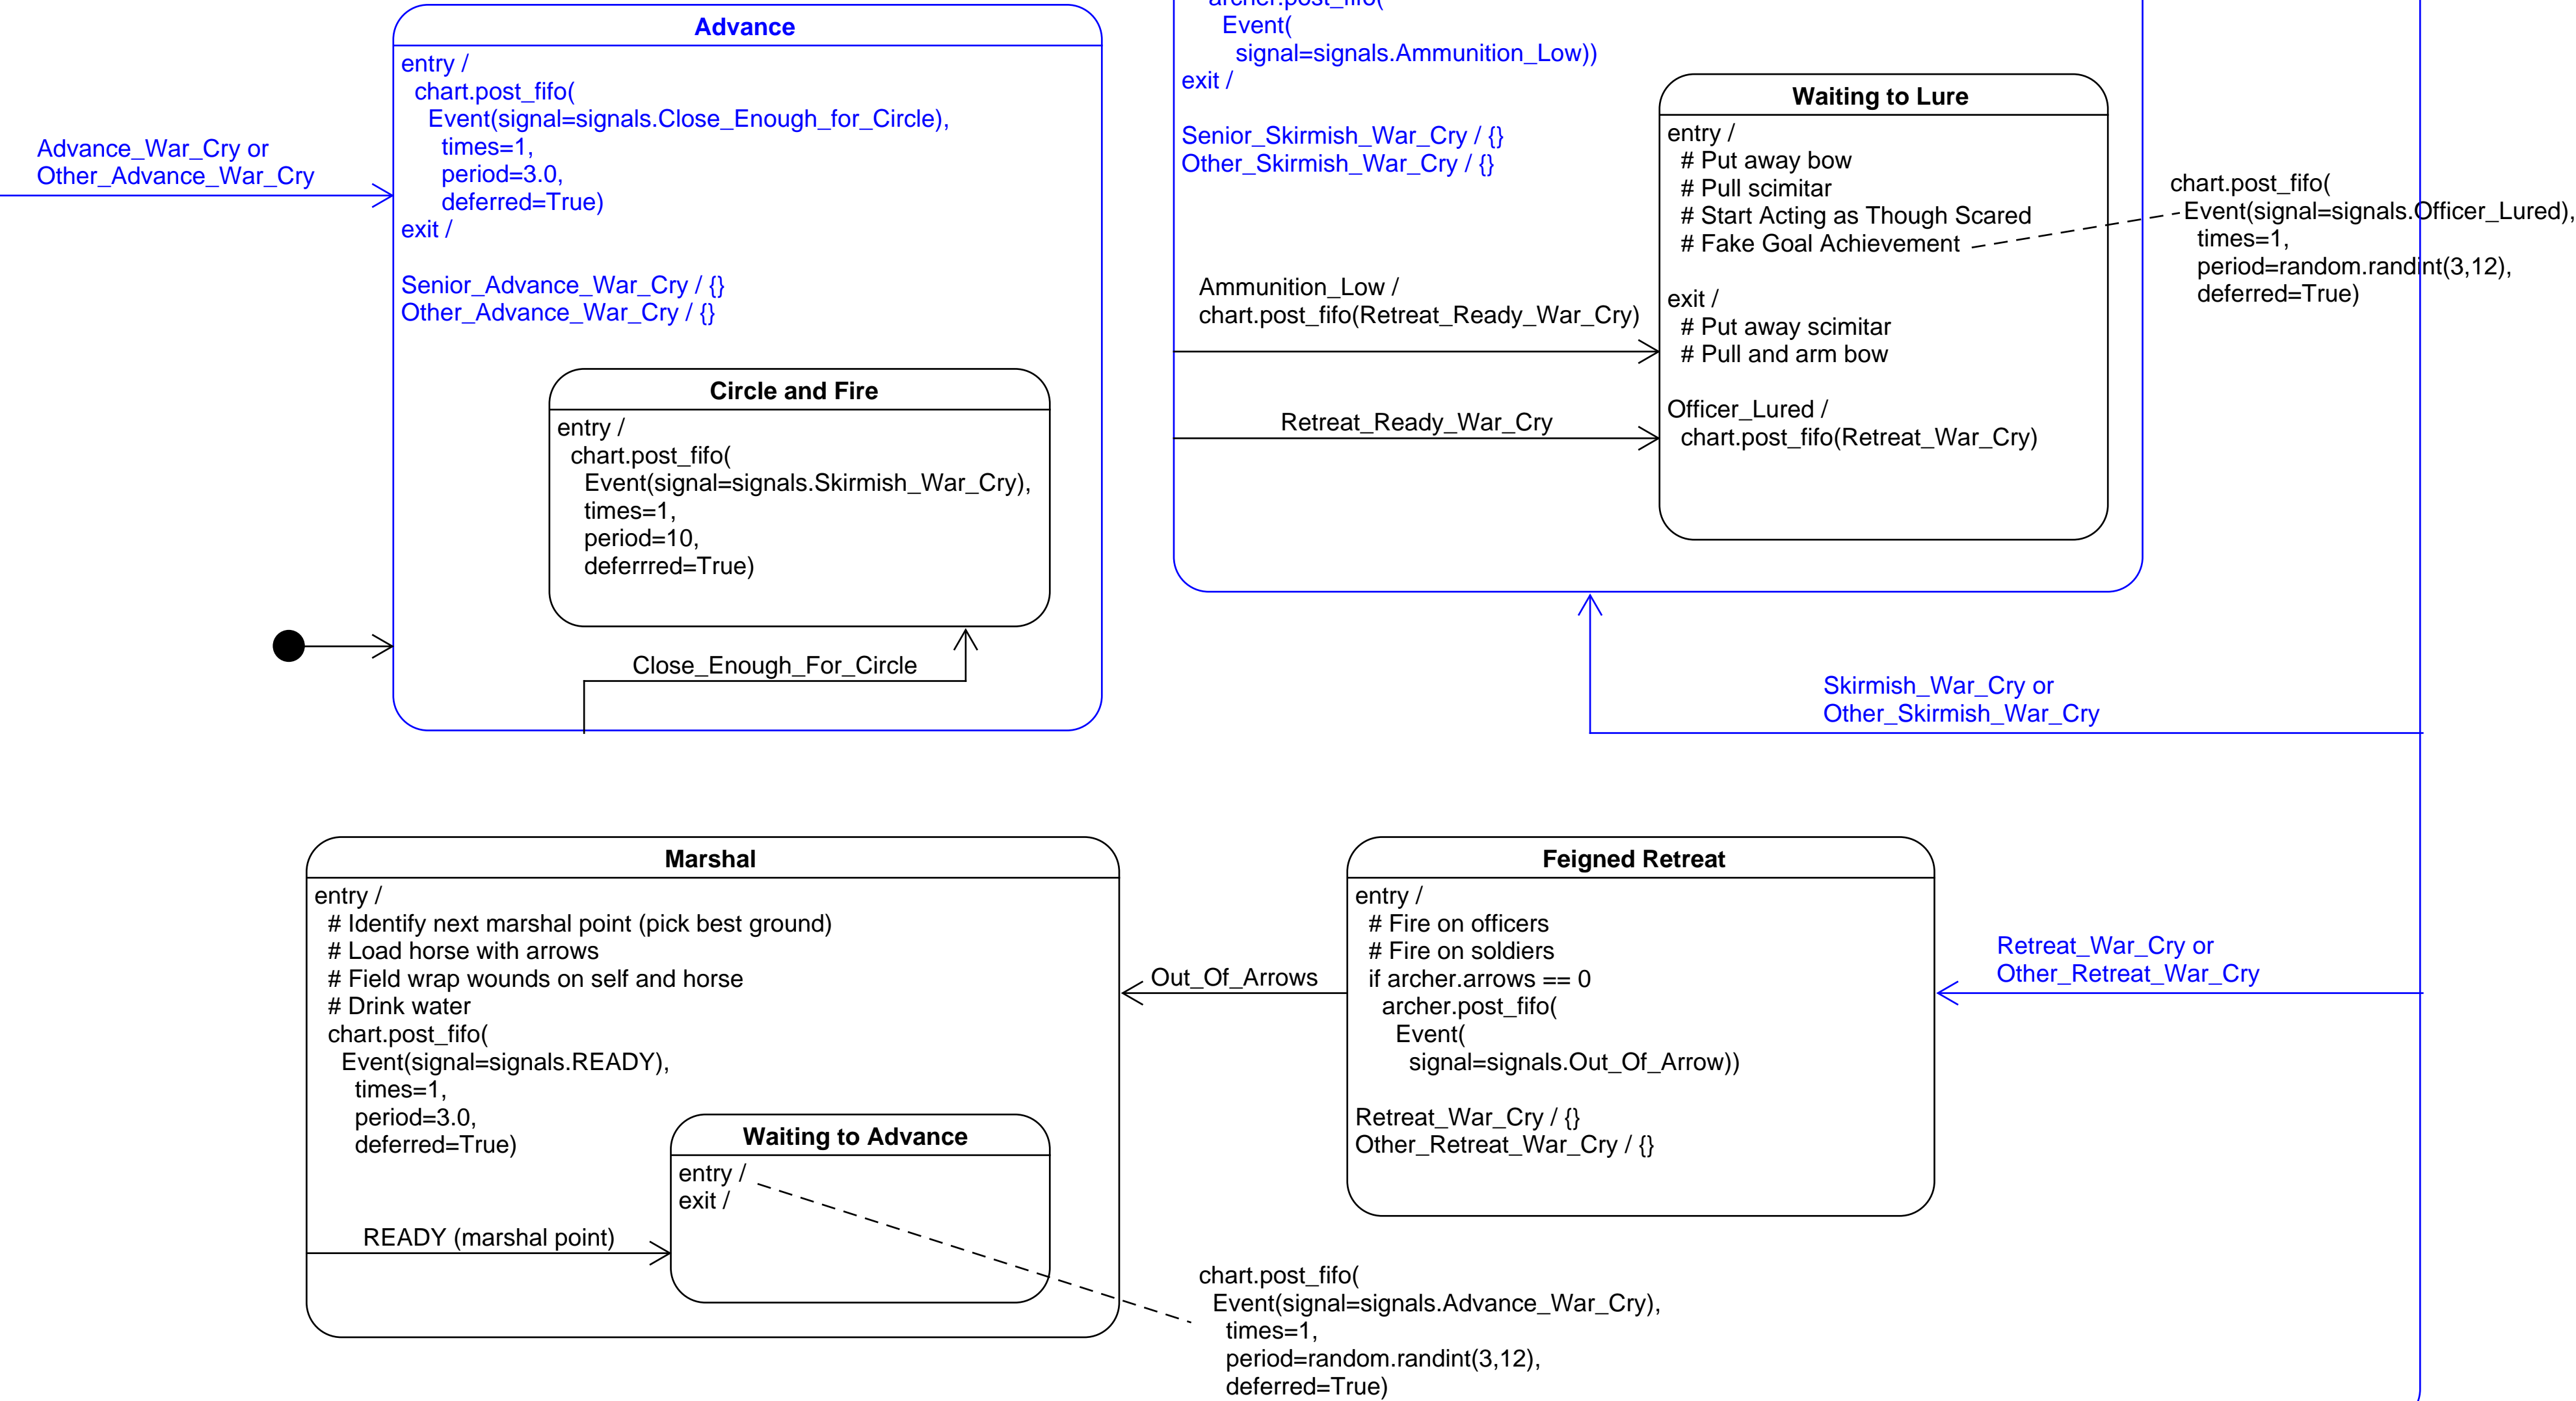 Advance_War_Cry or
Other_Advance_War_Cry
Advance
entry /
chart.post_fifo(
Event(signal=signals.Close_Enough_for_Circle),
times=1,
period=3.0,
deferred=True)
exit /
Senior_Advance_War_Cry / {}
Other_Advance_War_Cry / {}
Circle and Fire
entry /
chart.post_fifo(
Event(signal=signals.Skirmish_War_Cry),
times=1,
period=10,
deferrred=True)
Close_Enough_For_Circle
archer.post_fifo(
Event(
signal=signals.Ammunition_Low))
exit /
Senior_Skirmish_War_Cry / {}
Other_Skirmish_War_Cry / {}
Ammunition_Low /
chart.post_fifo(Retreat_Ready_War_Cry)
Retreat_Ready_War_Cry
Waiting to Lure
entry /
# Put away bow
# Pull scimitar
# Start Acting as Though Scared
# Fake Goal Achievement
exit /
# Put away scimitar
# Pull and arm bow
Officer_Lured /
chart.post_fifo(Retreat_War_Cry)
chart.post_fifo(
Event(signal=signals.Officer_Lured),
times=1,
period=random.randint(3,12),
deferred=True)
Skirmish_War_Cry or
Other_Skirmish_War_Cry
Marshal
entry /
# Identify next marshal point (pick best ground)
# Load horse with arrows
# Field wrap wounds on self and horse
# Drink water
chart.post_fifo(
Event(signal=signals.READY),
times=1,
period=3.0,
deferred=True)
READY (marshal point)
Waiting to Advance
entry /
exit /
Out_Of_Arrows
Feigned Retreat
entry /
# Fire on officers
# Fire on soldiers
if archer.arrows == 0
archer.post_fifo(
Event(
signal=signals.Out_Of_Arrow))
Retreat_War_Cry / {}
Other_Retreat_War_Cry / {}
Retreat_War_Cry or
Other_Retreat_War_Cry
chart.post_fifo(
Event(signal=signals.Advance_War_Cry),
times=1,
period=random.randint(3,12),
deferred=True)